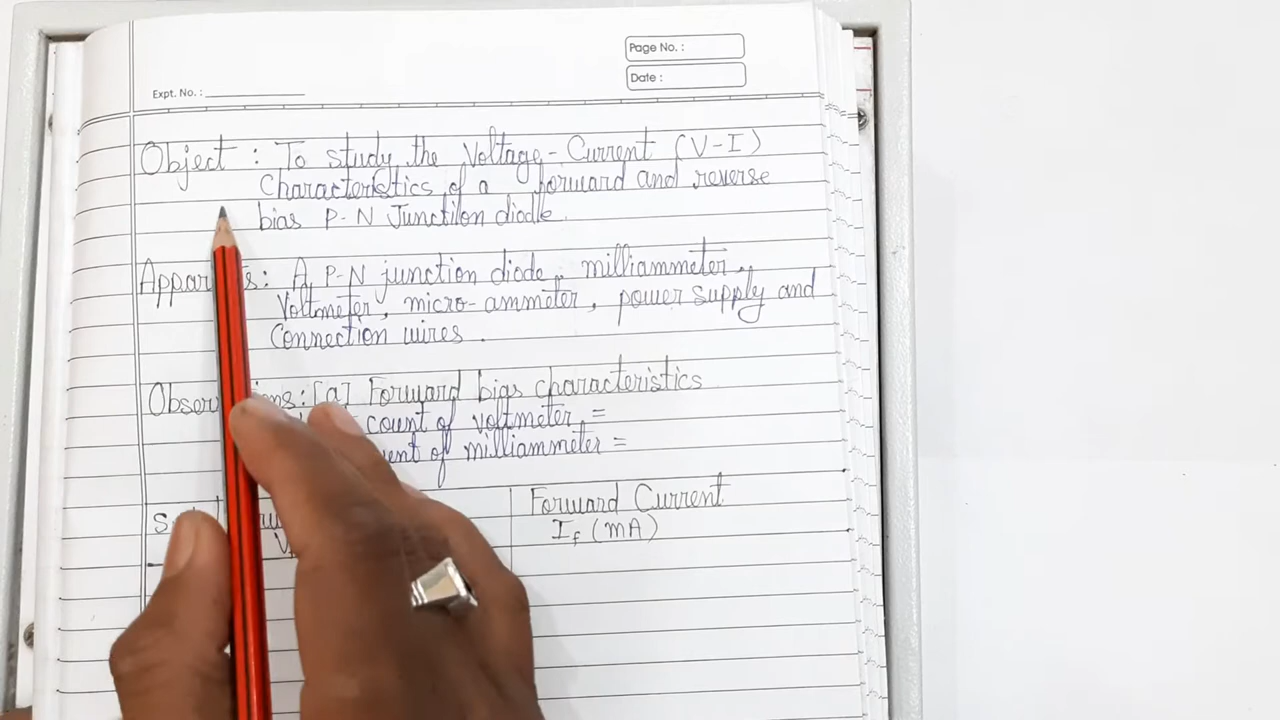 Page No. :
Date :
Expt. No. :
Object : To study the Voltage-Current (V-I)
Characteristics of a forward and reverse
bias P-N Junction diode.
A P-N junction diode, milliammeter,
Voltmeter, micro-ammeter, power supply and
Connection wires.
[a] Forward bias characteristics
count of voltmeter =
of milliammeter =
Forward Current
If (mA)